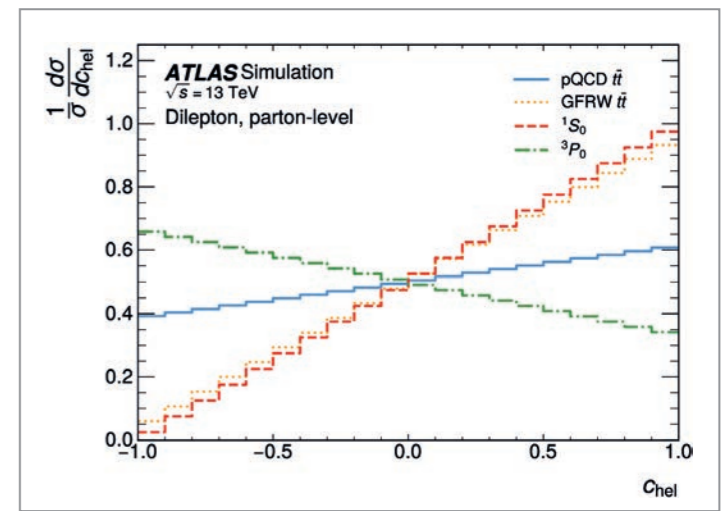 1/σ dσ/dc_hel
ATLAS Simulation
√s = 13 TeV
Dilepton, parton-level
pQCD tt̄
GFRW tt̄
¹S₀
³P₀
1.2
1.0
0.8
0.6
0.4
0.2
0.0
−1.0 −0.5 0.0 0.5 1.0
c_hel